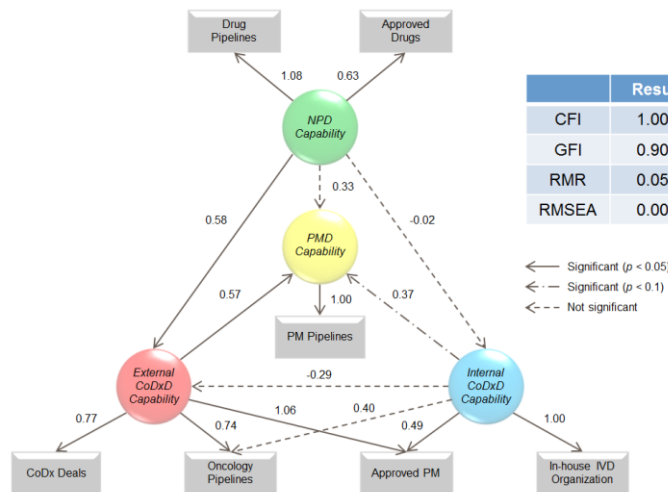 Drug
Pipelines
Approved
Drugs
1.08
0.63
NPD
Capability
CFI
1.00
GFI
0.90
RMR
0.05
RMSEA
0.00
0.33
-0.02
0.58
PMD
Capability
Significant (p < 0.05)
Significant (p < 0.1)
Not significant
0.57
1.00
0.37
PM Pipelines
External
CoDxD
Capability
-0.29
Internal
CoDxD
Capability
0.77
0.74
1.06
0.40
0.49
1.00
CoDx Deals
Oncology
Pipelines
Approved PM
In-house IVD
Organization